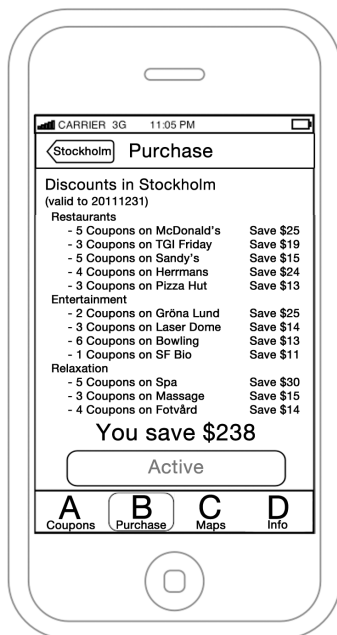 CARRIER 3G 11:05 PM
Stockholm Purchase
Discounts in Stockholm
(valid to 20111231)
Restaurants
- 5 Coupons on McDonald's Save $25
- 3 Coupons on TGI Friday Save $19
- 5 Coupons on Sandy's Save $15
- 4 Coupons on Herrmans Save $24
- 3 Coupons on Pizza Hut Save $13
Entertainment
- 2 Coupons on Gröna Lund Save $25
- 3 Coupons on Laser Dome Save $14
- 6 Coupons on Bowling Save $13
- 1 Coupons on SF Bio Save $11
Relaxation
- 5 Coupons on Spa Save $30
- 3 Coupons on Massage Save $15
- 4 Coupons on Fotvård Save $14
You save $238
Active
A B C D
Coupons Purchase Maps Info